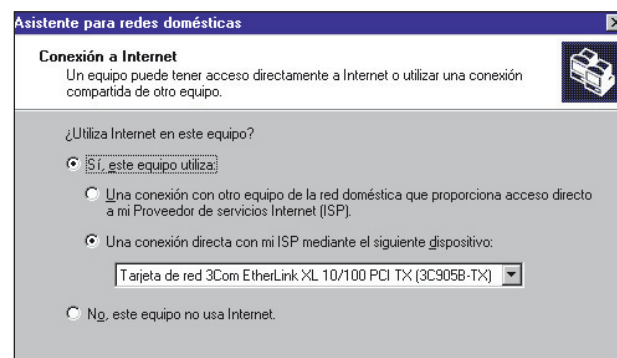 Asistente para redes domésticas
Conexión a Internet
Un equipo puede tener acceso directamente a Internet o utilizar una conexión
compartida de otro equipo.
¿Utiliza Internet en este equipo?
Sí, este equipo utiliza:
Una conexión con otro equipo de la red doméstica que proporciona acceso directo
a mi Proveedor de servicios Internet (ISP).
Una conexión directa con mi ISP mediante el siguiente dispositivo:
Tarjeta de red 3Com EtherLink XL 10/100 PCI TX (3C905B-TX)
No, este equipo no usa Internet.